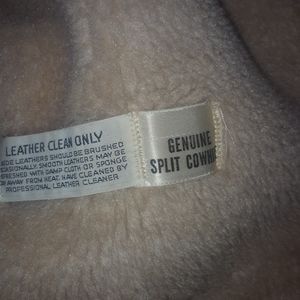 LEATHER CLEAN ONLY
LEATHERS SHOULD BE BRUSHED
SMOOTH LEATHERS MAY BE
WITH DAMP CLOTH OR SPONGE
AWAY FROM HEAT. HAVE CLEANED BY
PROFESSIONAL LEATHER CLEANER
GENUINE
SPLIT